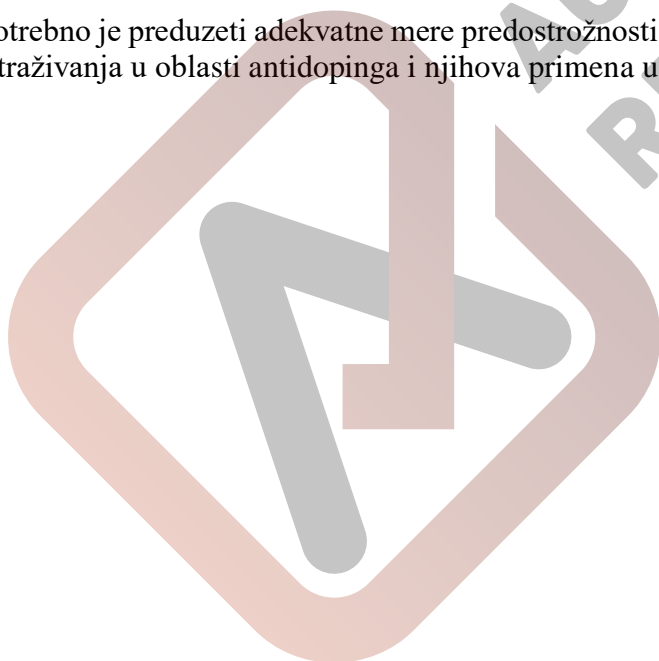 otrebno je preduzeti adekvatne mere predostrožnosti
traživanja u oblasti antidopinga i njihova primena u